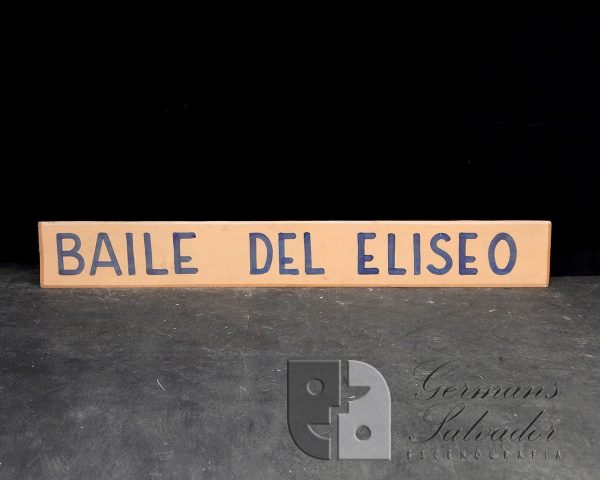 BAILE DEL ELISEO
Germans
Salvador
ESCENOGRAFIA